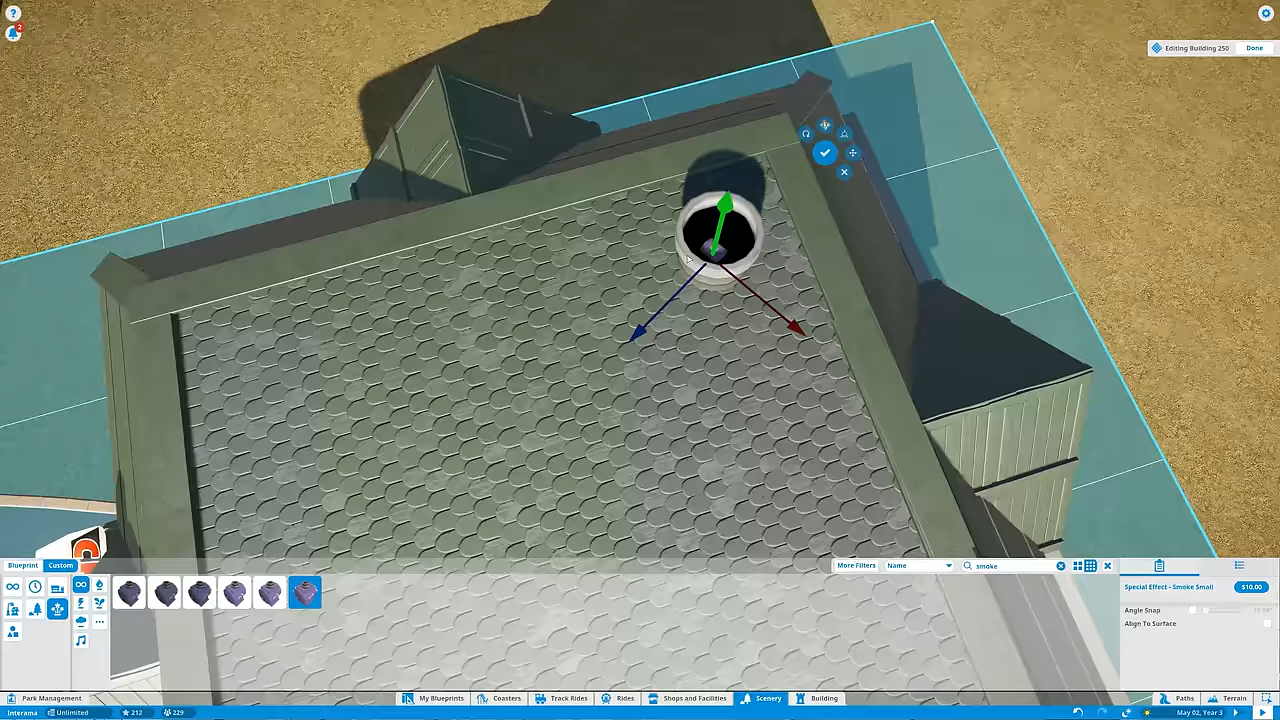 ?
2
Editing Building 250 Done
Blueprint Custom
More Filters Name smoke
Special Effect - Smoke Small $10.00
Angle Snap
Align To Surface
Park Management My Blueprints Coasters Track Rides Rides Shops and Facilities Scenery Building Paths Terrain
Interama Unlimited 212 229 May 02, Year 3